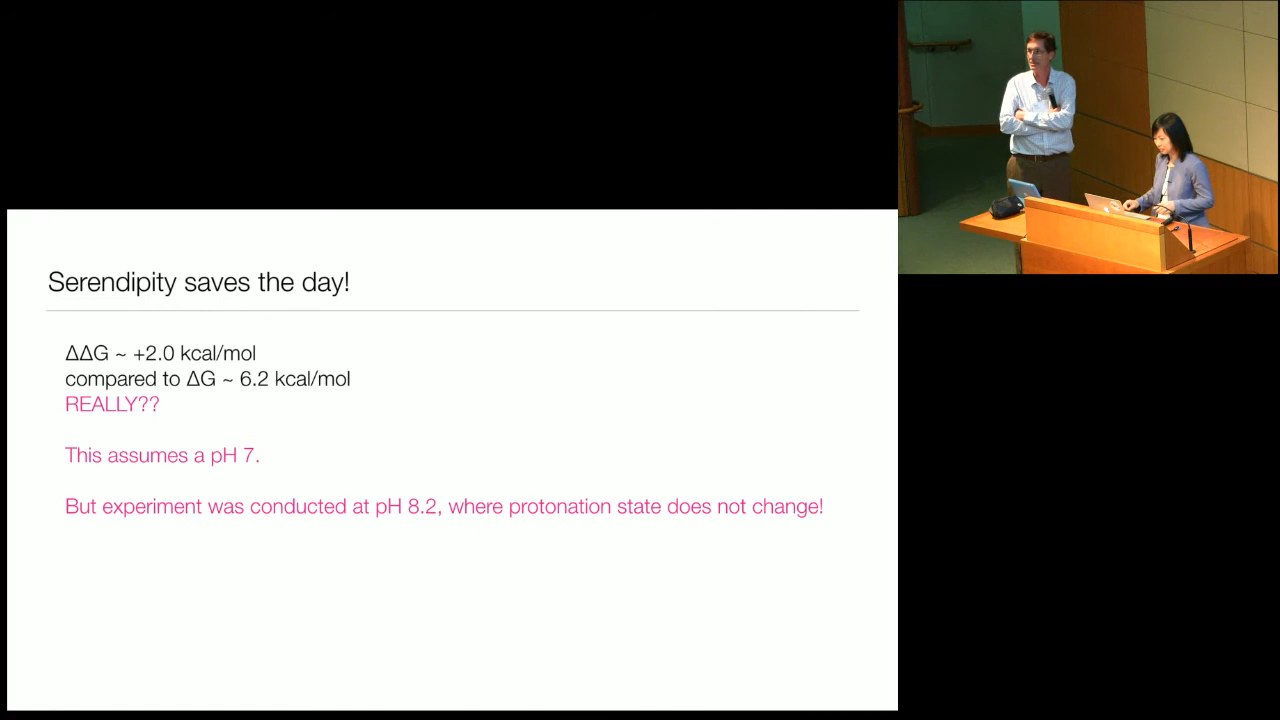 Serendipity saves the day!
ΔΔG ~ +2.0 kcal/mol
compared to ΔG ~ 6.2 kcal/mol
REALLY??
This assumes a pH 7.
But experiment was conducted at pH 8.2, where protonation state does not change!